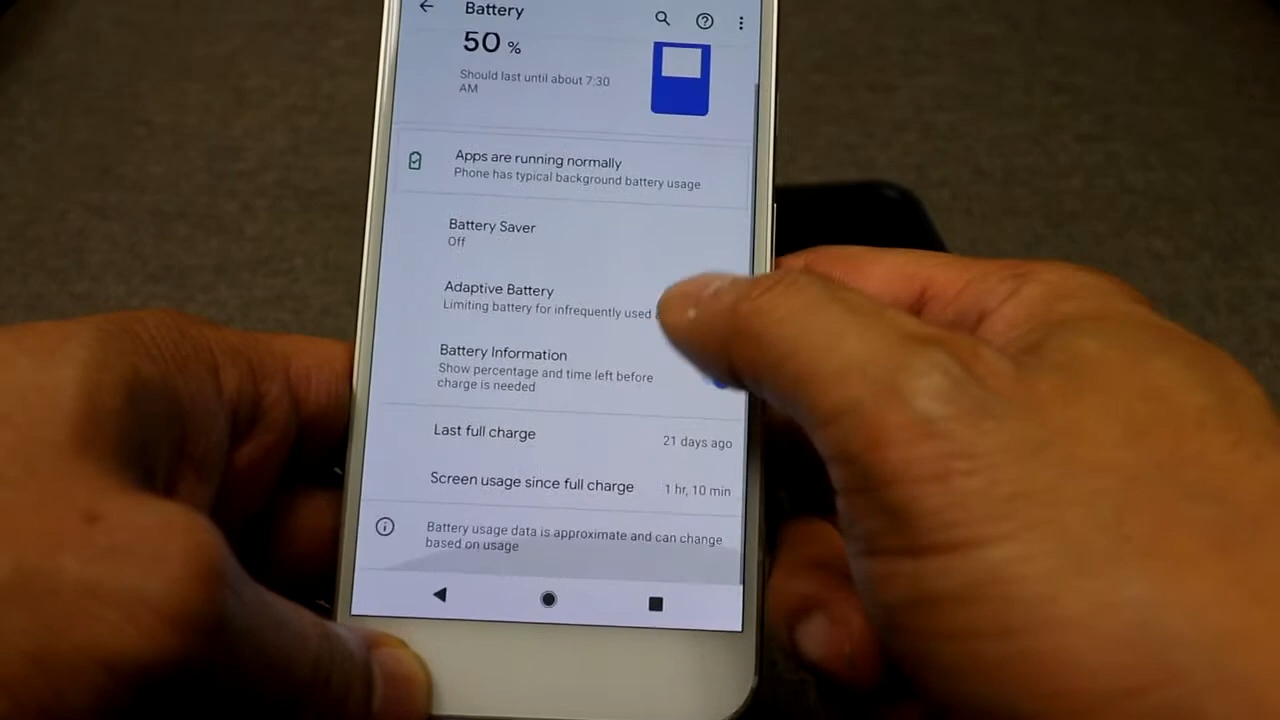 Battery
50 %
Should last until about 7:30
AM
Apps are running normally
Phone has typical background battery usage
Battery Saver
Off
Adaptive Battery
Limiting battery for infrequently used
Battery Information
Show percentage and time left before
charge is needed
Last full charge 21 days ago
Screen usage since full charge 1 hr, 10 min
Battery usage data is approximate and can change
based on usage